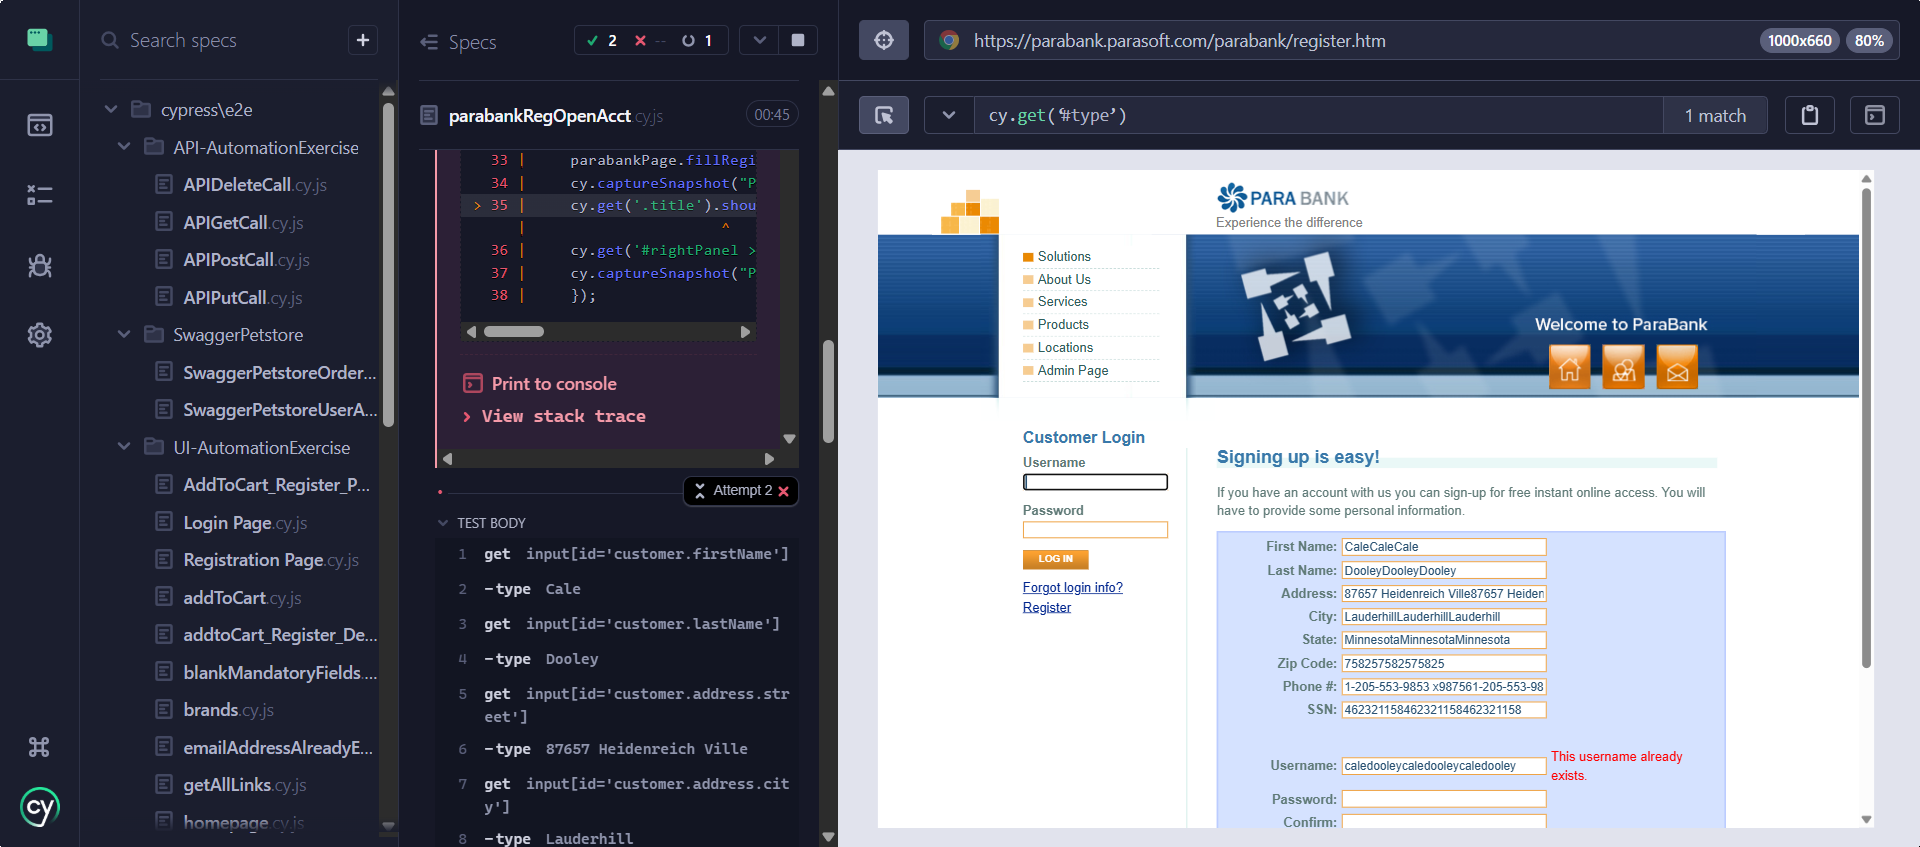 Search specs
+
Specs
2
--
1
https://parabank.parasoft.com/parabank/register.htm
1000x660
80%
cypress\e2e
API-AutomationExercise
APIDeleteCall.cy.js
APIGetCall.cy.js
APIPostCall.cy.js
APIPutCall.cy.js
SwaggerPetstore
SwaggerPetstoreOrder...
SwaggerPetstoreUserA...
UI-AutomationExercise
AddToCart_Register_P...
Login Page.cy.js
Registration Page.cy.js
addToCart.cy.js
addtoCart_Register_De...
blankMandatoryFields....
brands.cy.js
emailAddressAlreadyE...
getAllLinks.cy.js
homepage.cy.js
cy
parabankRegOpenAcct.cy.js
00:45
33 | parabankPage.fillRegi
34 | cy.captureSnapshot("P
> 35 | cy.get('.title').shou
| ^
36 | cy.get('#rightPanel >
37 | cy.captureSnapshot("P
38 | });
Print to console
View stack trace
Attempt 2
TEST BODY
1 get input[id='customer.firstName']
2 -type Cale
3 get input[id='customer.lastName']
4 -type Dooley
5 get input[id='customer.address.str
eet']
6 -type 87657 Heidenreich Ville
7 get input[id='customer.address.cit
y']
8 -type Lauderhill
cy.get('#type')
1 match
PARA BANK
Experience the difference
Solutions
About Us
Services
Products
Locations
Admin Page
Welcome to ParaBank
Customer Login
Username
Password
LOG IN
Forgot login info?
Register
Signing up is easy!
If you have an account with us you can sign-up for free instant online access. You will
have to provide some personal information.
First Name: CaleCaleCale
Last Name: DooleyDooleyDooley
Address: 87657 Heidenreich Ville87657 Heiden
City: LauderhillLauderhillLauderhill
State: MinnesotaMinnesotaMinnesota
Zip Code: 758257582575825
Phone #: 1-205-553-9853 x987561-205-553-98
SSN: 462321158462321158462321158
Username: caledooleycaledooleycaledooley
This username already
exists.
Password:
Confirm: